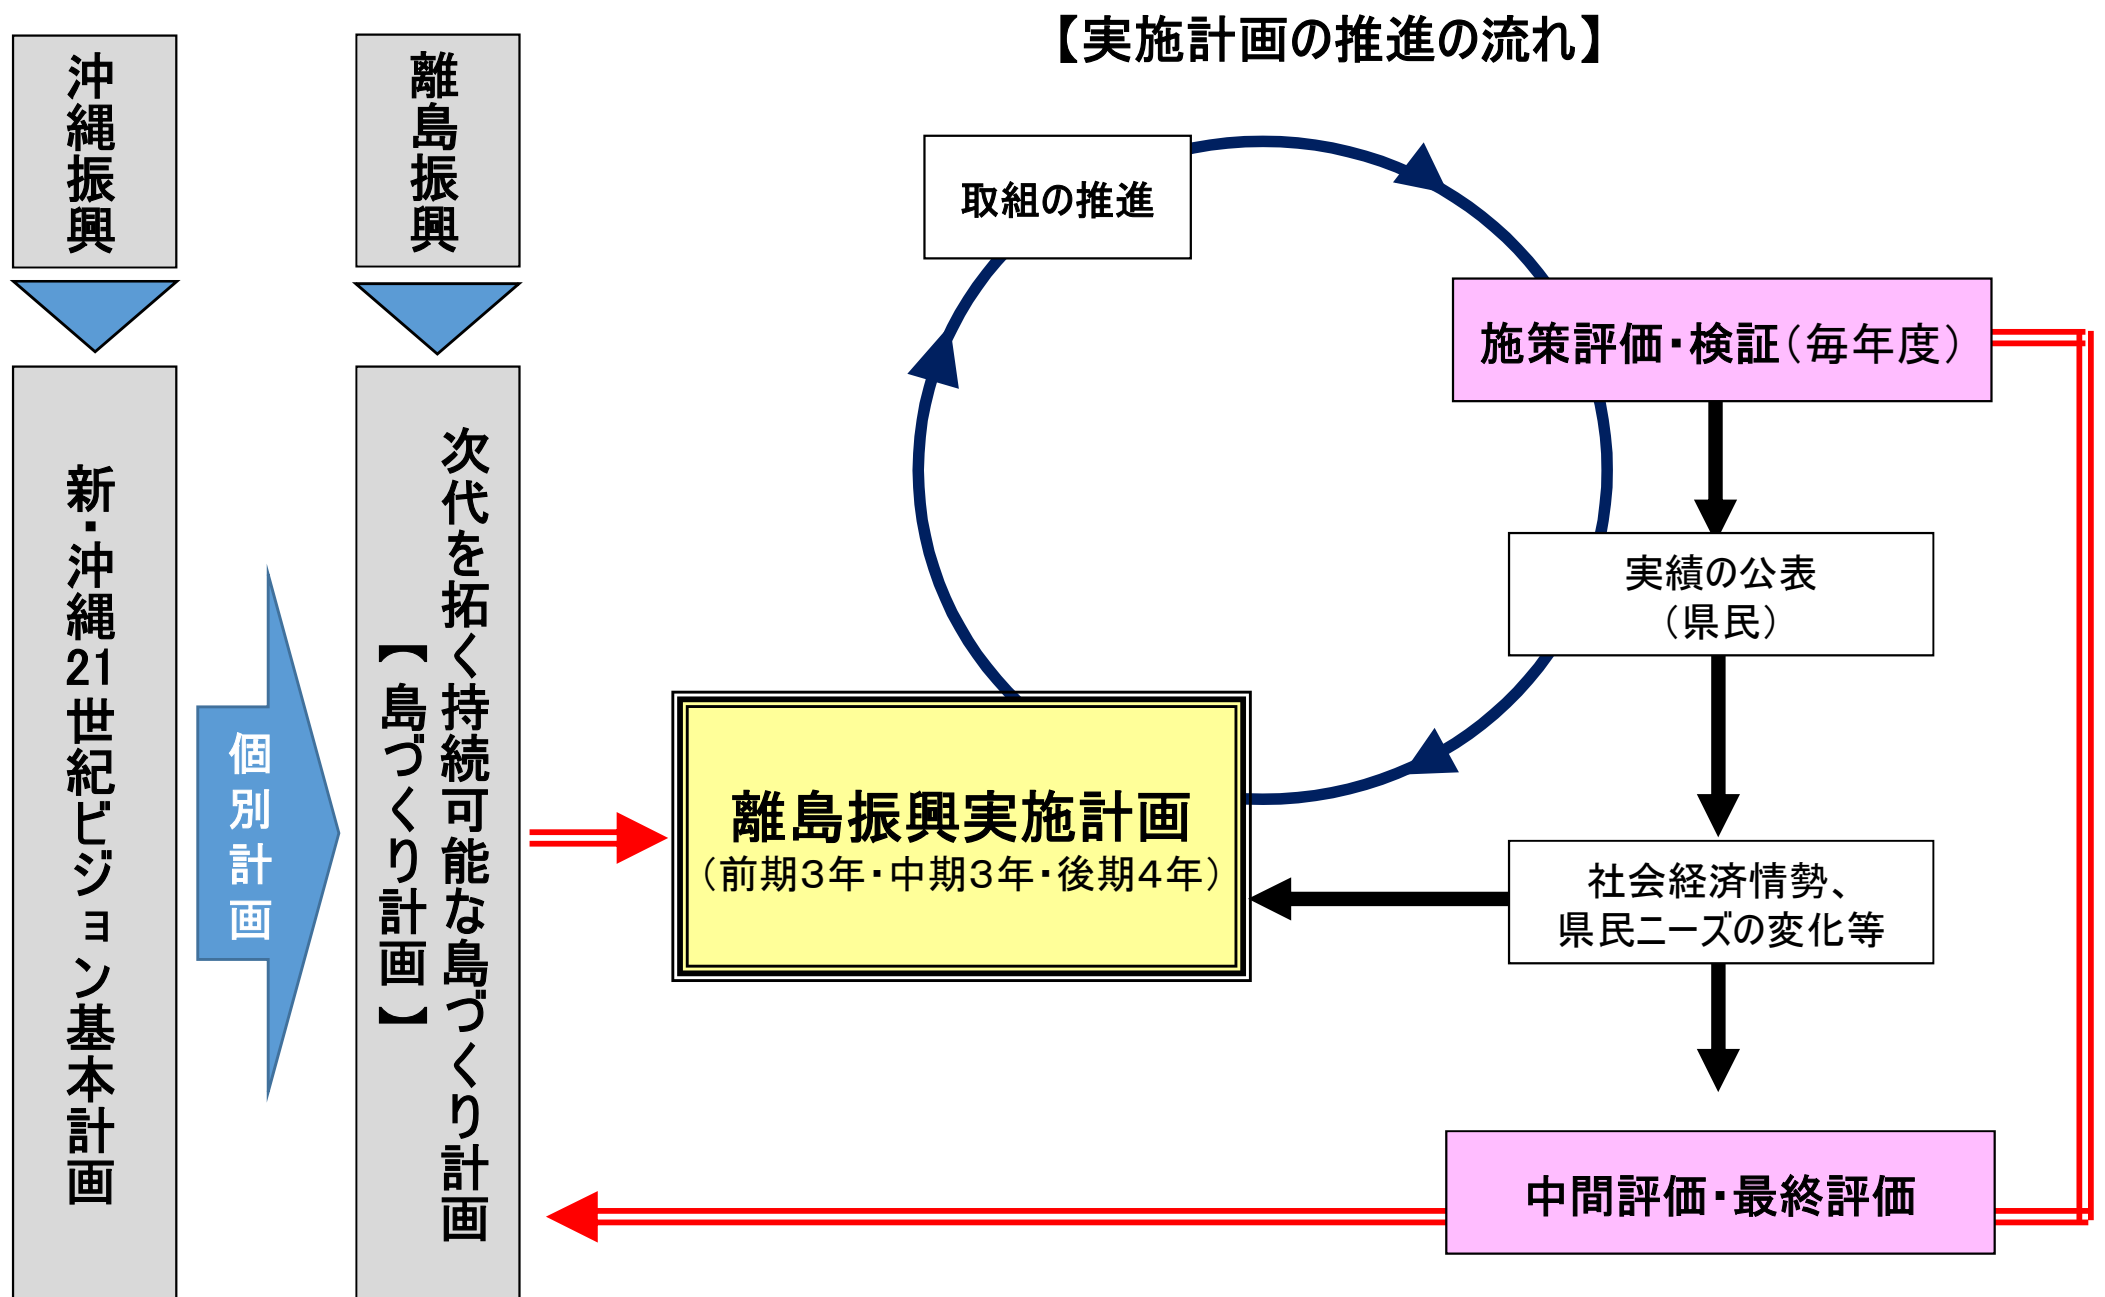 【実施計画の推進の流れ】
沖縄振興
新・沖縄21世紀ビジョン基本計画
個別計画
離島振興
次代を拓く持続可能な島づくり計画
【島づくり計画】
取組の推進
施策評価・検証（毎年度）
実績の公表
（県民）
離島振興実施計画
（前期３年・中期３年・後期４年）
社会経済情勢、
県民ニーズの変化等
中間評価・最終評価